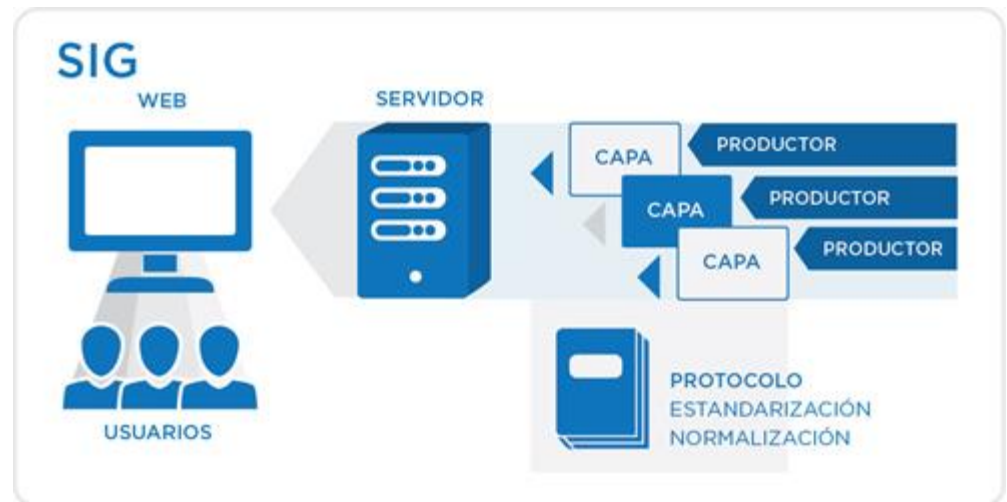 SIG
WEB
SERVIDOR
CAPA
PRODUCTOR
CAPA
PRODUCTOR
CAPA
PRODUCTOR
PROTOCOLO
ESTANDARIZACIÓN
NORMALIZACIÓN
USUARIOS